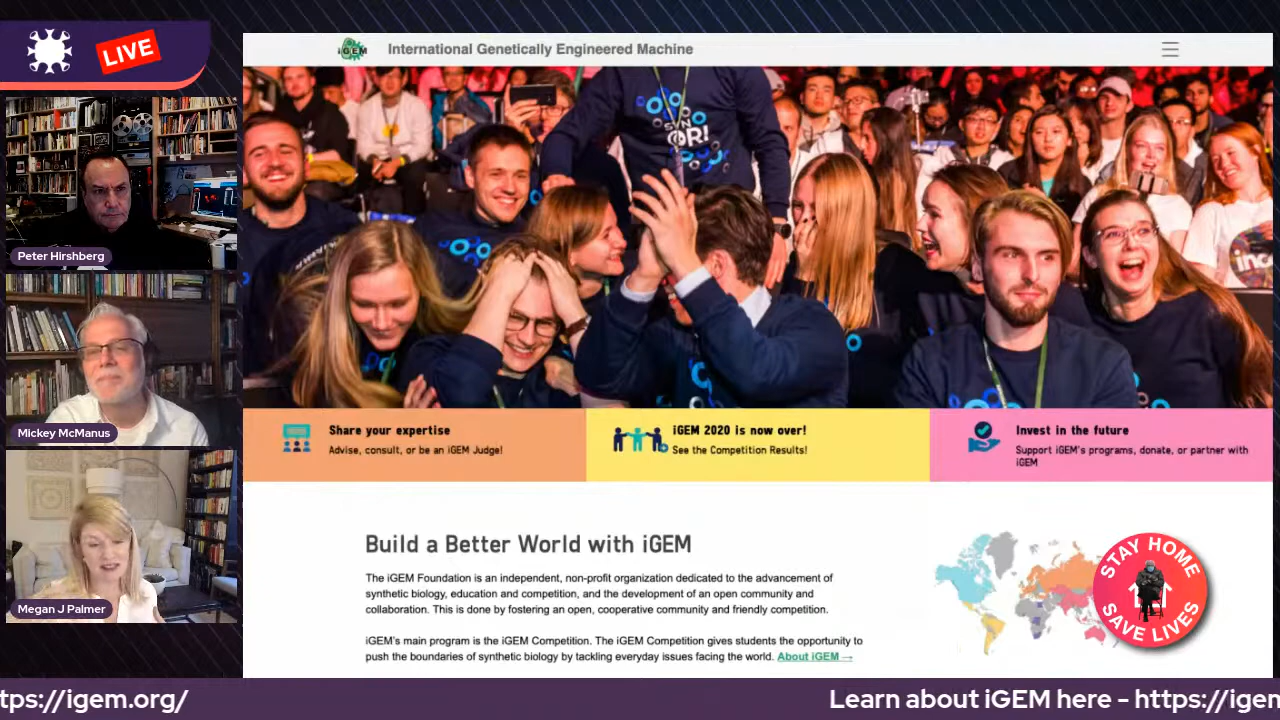 LIVE
Peter Hirshberg
Mickey McManus
Megan J Palmer
iGEM
International Genetically Engineered Machine
SYN
OR!
inca
Share your expertise
Advise, consult, or be an iGEM Judge!
iGEM 2020 is now over!
See the Competition Results!
Invest in the future
Support iGEM's programs, donate, or partner with
iGEM
Build a Better World with iGEM
The iGEM Foundation is an independent, non-profit organization dedicated to the advancement of
synthetic biology, education and competition, and the development of an open community and
collaboration. This is done by fostering an open, cooperative community and friendly competition.
iGEM's main program is the iGEM Competition. The iGEM Competition gives students the opportunity to
push the boundaries of synthetic biology by tackling everyday issues facing the world. About iGEM →
STAY HOME
SAVE LIVES
tps://igem.org/
Learn about iGEM here - https://igem